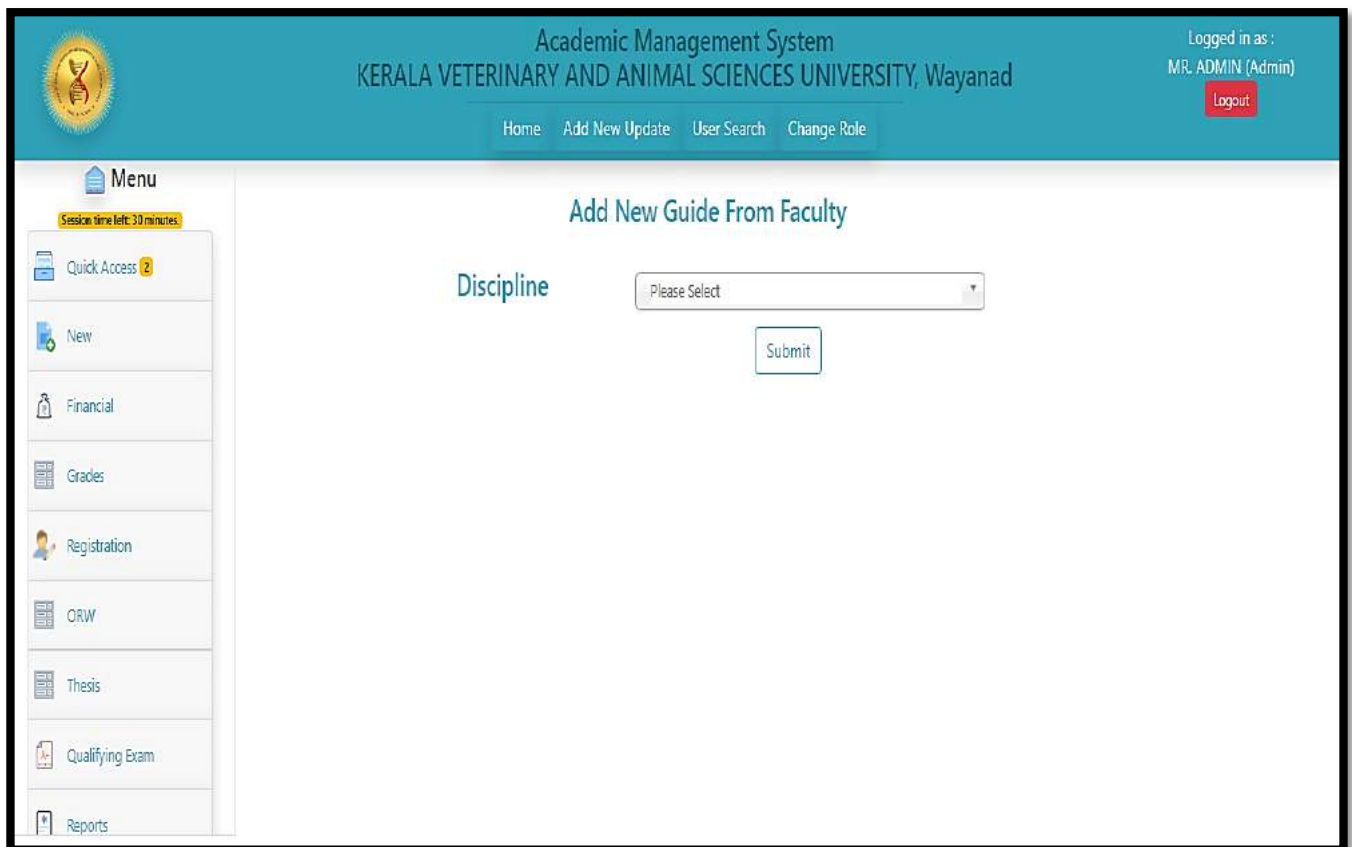 Academic Management System
KERALA VETERINARY AND ANIMAL SCIENCES UNIVERSITY, Wayanad
Home Add New Update User Search Change Role
Logged in as :
MR. ADMIN (Admin)
Logout
Menu
Session time left: 30 minutes.
Quick Access 2
New
Financial
Grades
Registration
ORW
Thesis
Qualifying Exam
Reports
Add New Guide From Faculty
Discipline Please Select
Submit